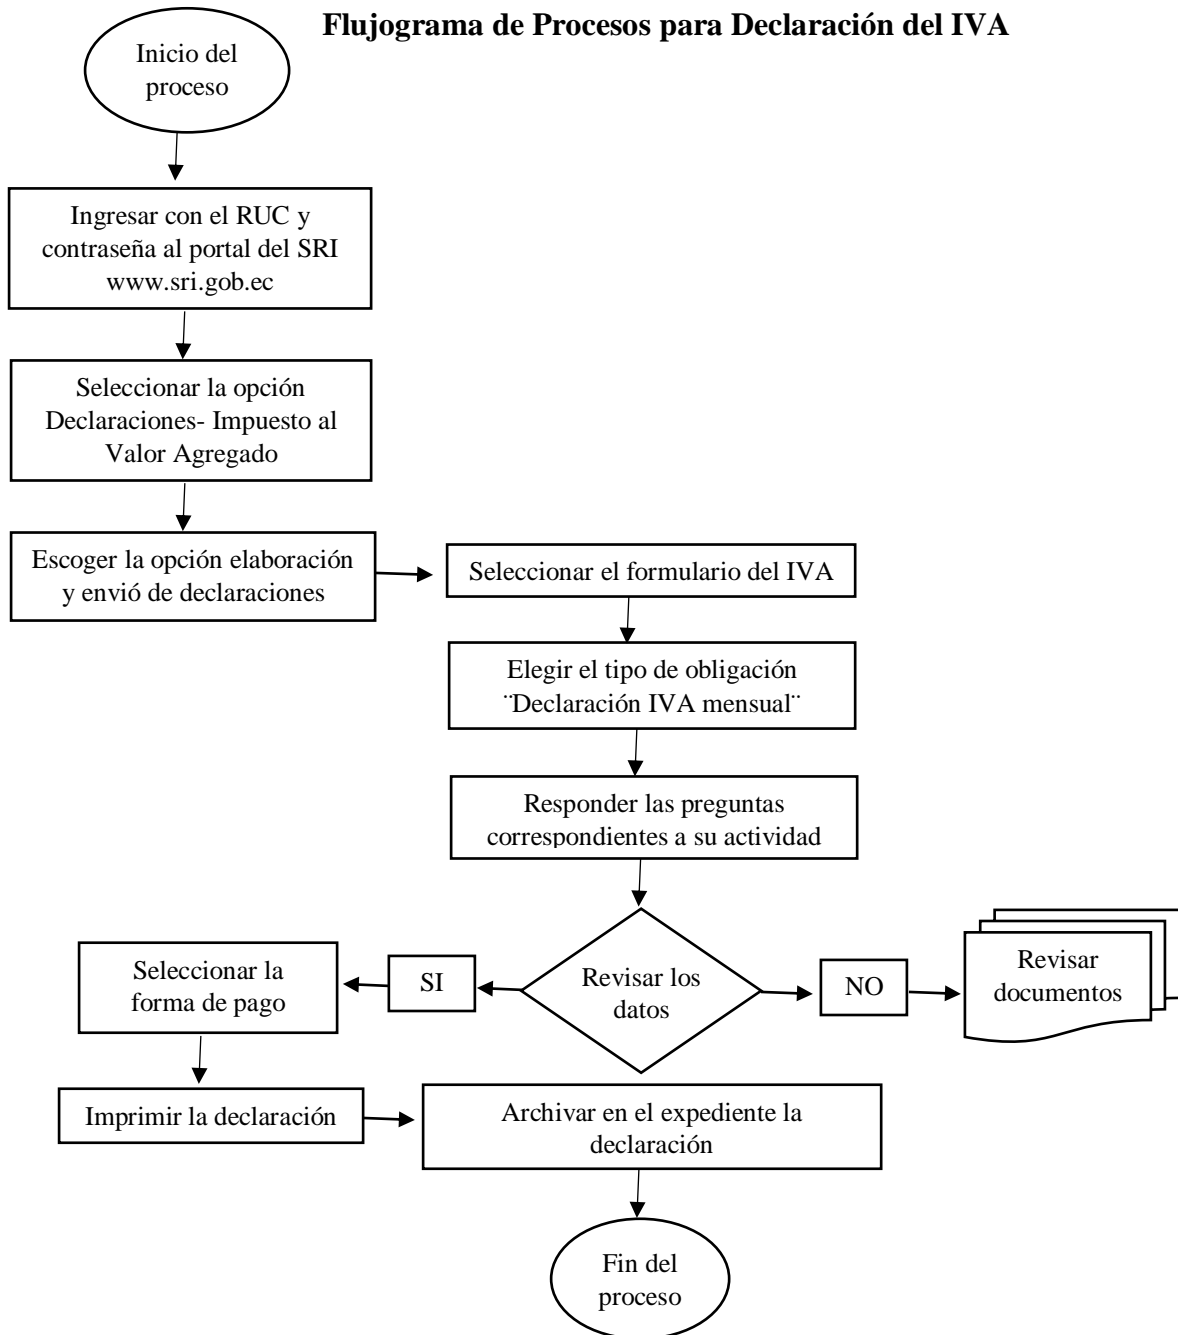 Flujograma de Procesos para Declaración del IVA
Inicio del
proceso
Ingresar con el RUC y
contraseña al portal del SRI
www.sri.gob.ec
Seleccionar la opción
Declaraciones- Impuesto al
Valor Agregado
Escoger la opción elaboración
y envió de declaraciones
Seleccionar el formulario del IVA
Elegir el tipo de obligación
¨Declaración IVA mensual¨
Responder las preguntas
correspondientes a su actividad
Revisar los
datos
SI
Seleccionar la
forma de pago
NO
Revisar
documentos
Imprimir la declaración
Archivar en el expediente la
declaración
Fin del
proceso